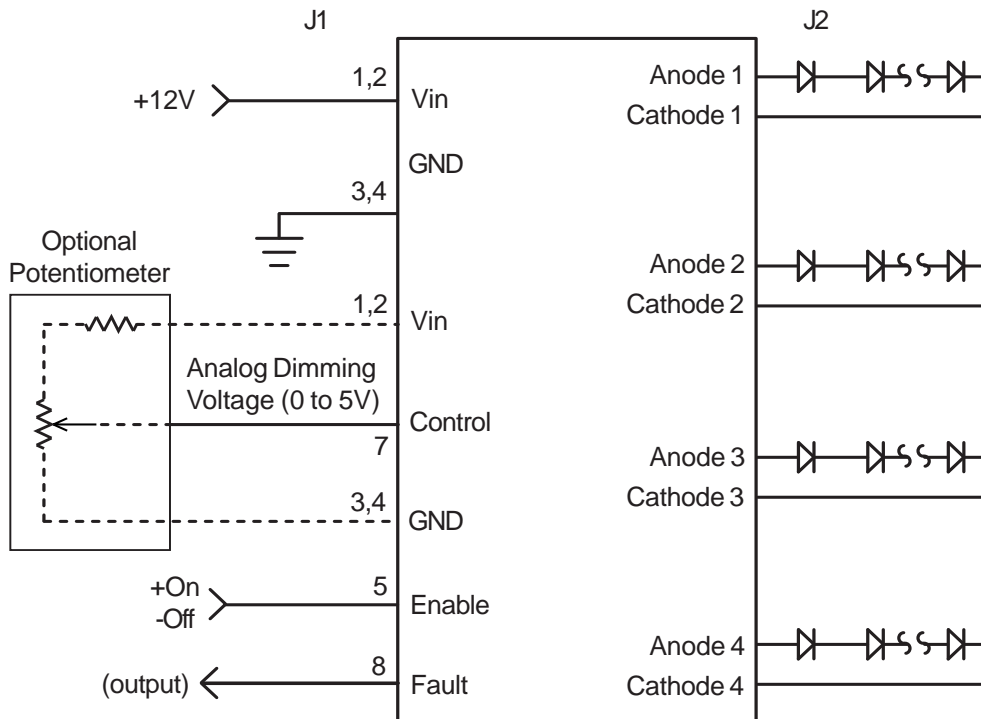 J1
J2
+12V
1,2
Vin
GND
3,4
Optional
Potentiometer
1,2
Vin
Analog Dimming
Voltage (0 to 5V)
Control
7
3,4
GND
+On
-Off
5
Enable
(output)
8
Fault
Anode 1
Cathode 1
Anode 2
Cathode 2
Anode 3
Cathode 3
Anode 4
Cathode 4